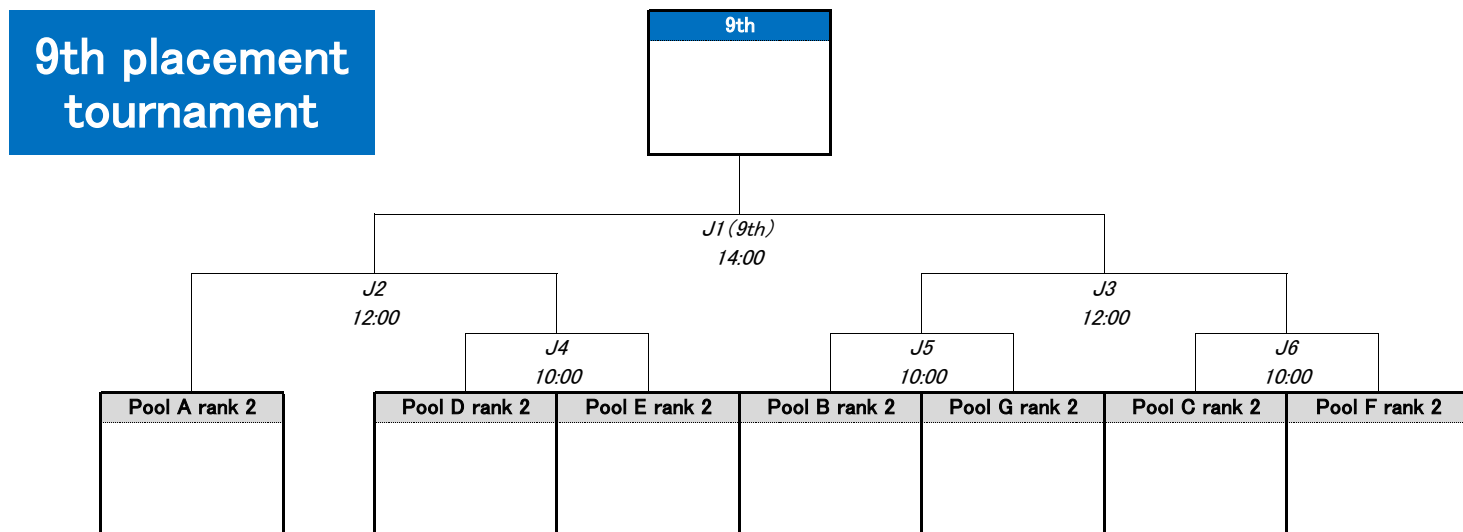 9th placement
tournament
9th
J1（9th）
14:00
J2
12:00
J3
12:00
J4
10:00
J5
10:00
J6
10:00
Pool A rank 2
Pool D rank 2
Pool E rank 2
Pool B rank 2
Pool G rank 2
Pool C rank 2
Pool F rank 2